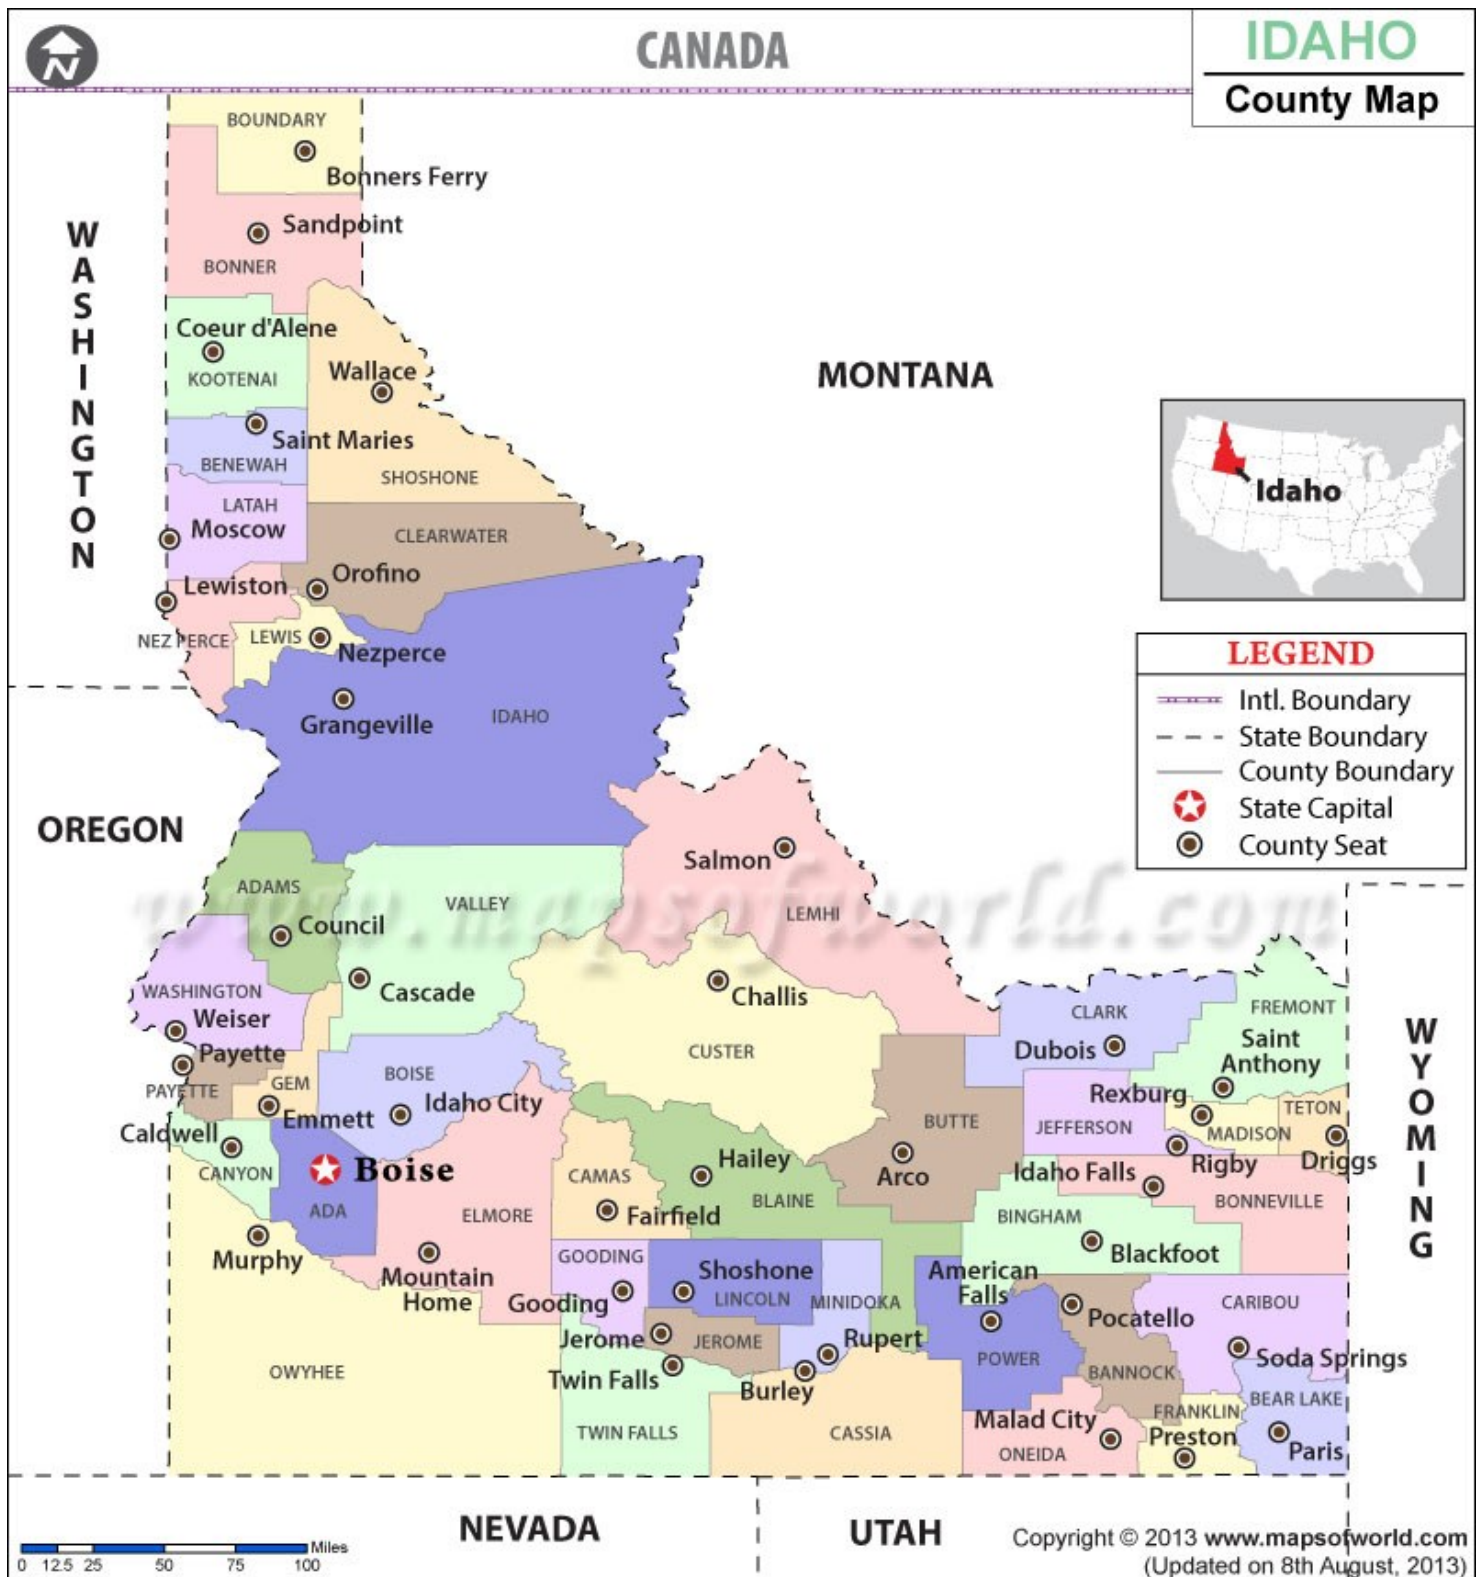 CANADA
IDAHO
County Map
N
BOUNDARY
Bonners Ferry
Sandpoint
BONNER
WASHINGTON
Coeur d'Alene
KOOTENAI
Wallace
MONTANA
Saint Maries
BENEWAH
SHOSHONE
LATAH
Moscow
CLEARWATER
Idaho
Orofino
Lewiston
NEZ PERCE
LEWIS
Nezperce
LEGEND
Intl. Boundary
State Boundary
County Boundary
State Capital
County Seat
Grangeville
IDAHO
OREGON
Salmon
LEMHI
ADAMS
VALLEY
www.mapsofworld.com
Council
Cascade
WASHINGTON
Weiser
Challis
CUSTER
CLARK
Dubois
FREMONT
Saint
Anthony
WYOMING
Payette
PAYETTE
GEM
Emmett
BOISE
Idaho City
Rexburg
TETON
MADISON
Driggs
JEFFERSON
Rigby
BUTTE
Arco
Caldwell
CANYON
Boise
ADA
CAMAS
Fairfield
Hailey
BLAINE
Idaho Falls
BONNEVILLE
BINGHAM
Blackfoot
ELMORE
Murphy
Mountain
Home
GOODING
Gooding
Shoshone
LINCOLN
MINIDOKA
American
Falls
Pocatello
CARIBOU
Jerome
JEROME
Rupert
POWER
BANNOCK
Soda Springs
OWYHEE
Twin Falls
Burley
TWIN FALLS
CASSIA
Malad City
ONEIDA
FRANKLIN
Preston
BEAR LAKE
Paris
NEVADA
UTAH
Miles
0 12.5 25 50 75 100
Copyright © 2013 www.mapsofworld.com
(Updated on 8th August, 2013)